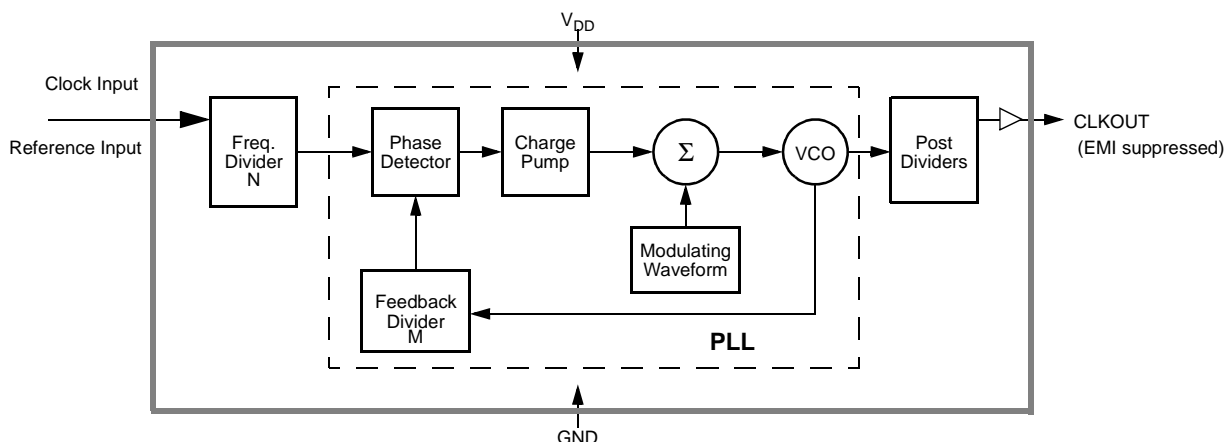 V_DD
Clock Input
Reference Input
Freq.
Divider
N
Phase
Detector
Charge
Pump
Σ
VCO
Post
Dividers
CLKOUT
(EMI suppressed)
Modulating
Waveform
Feedback
Divider
M
PLL
GND